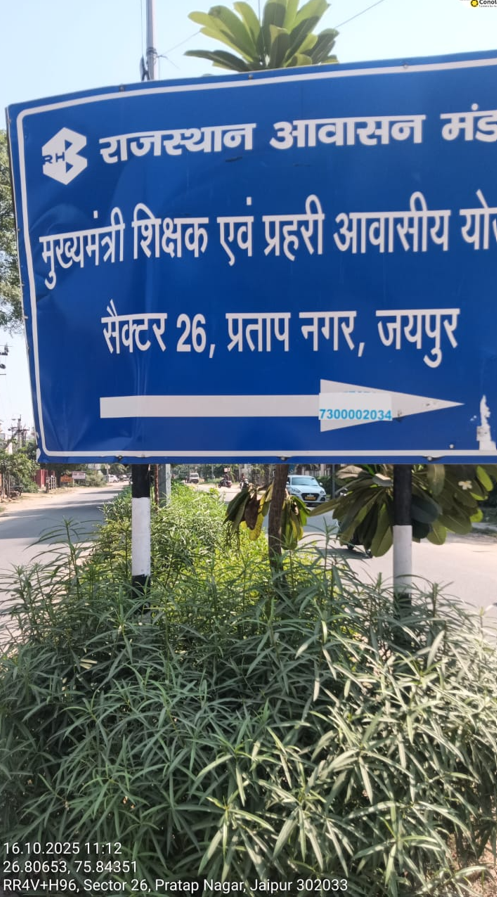 RHB
राजस्थान आवासन
मुख्यमंत्री शिक्षक एवं प्रहरी आवासीय
सैक्टर 26, प्रताप नगर, जयपुर
7300002034
16.10.2025 11:12
26.80653, 75.84351
RR4V+H96, Sector 26, Pratap Nagar, Jaipur 302033